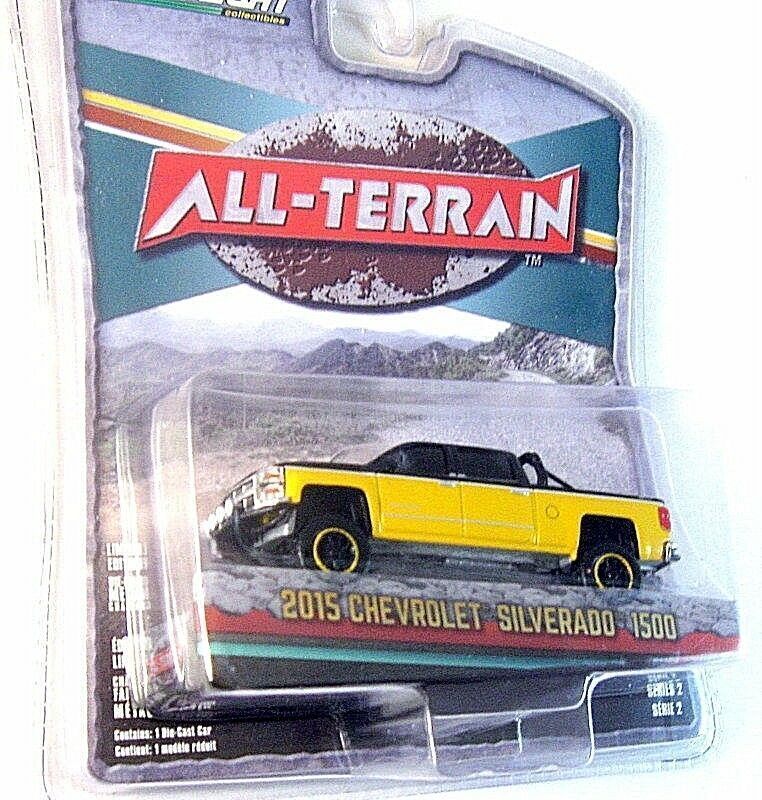 collectibles
ALL-TERRAIN
TM
2015 CHEVROLET SILVERADO 1500
SERIES 2
SÉRIE 2
Contains: 1 Die-Cast Car
Contient: 1 modèle réduit